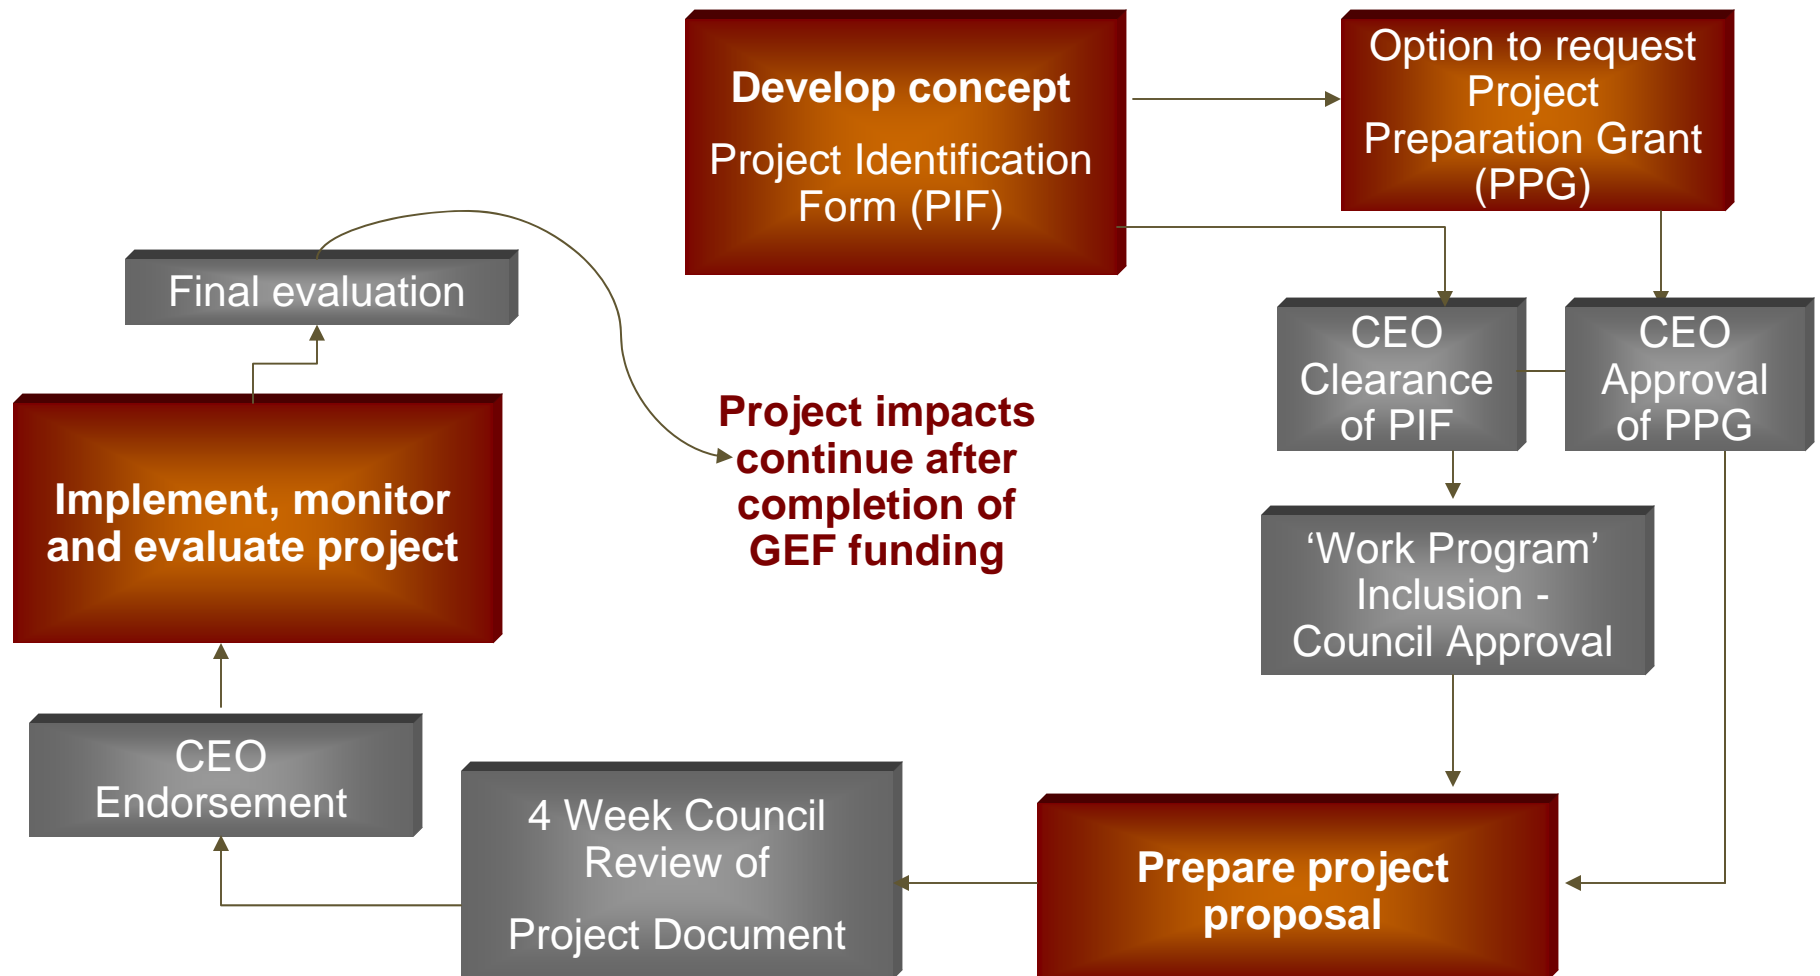 Develop concept
Project Identification
Form (PIF)
Option to request
Project
Preparation Grant
(PPG)
CEO
Clearance
of PIF
CEO
Approval
of PPG
‘Work Program’
Inclusion -
Council Approval
Prepare project
proposal
4 Week Council
Review of
Project Document
CEO
Endorsement
Implement, monitor
and evaluate project
Final evaluation
Project impacts
continue after
completion of
GEF funding